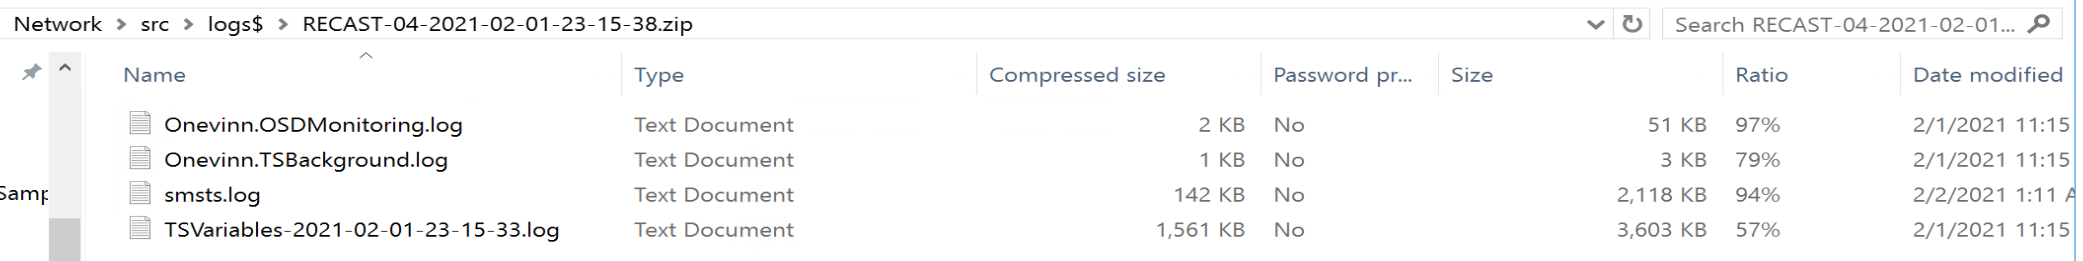 Network > src > logs$ > RECAST-04-2021-02-01-23-15-38.zip Search RECAST-04-2021-02-01...
Name Type Compressed size Password pr... Size Ratio Date modified
Onevinn.OSDMonitoring.log Text Document 2 KB No 51 KB 97% 2/1/2021 11:15
Onevinn.TSBackground.log Text Document 1 KB No 3 KB 79% 2/1/2021 11:15
Samp smsts.log Text Document 142 KB No 2,118 KB 94% 2/2/2021 1:11 A
TSVariables-2021-02-01-23-15-33.log Text Document 1,561 KB No 3,603 KB 57% 2/1/2021 11:15